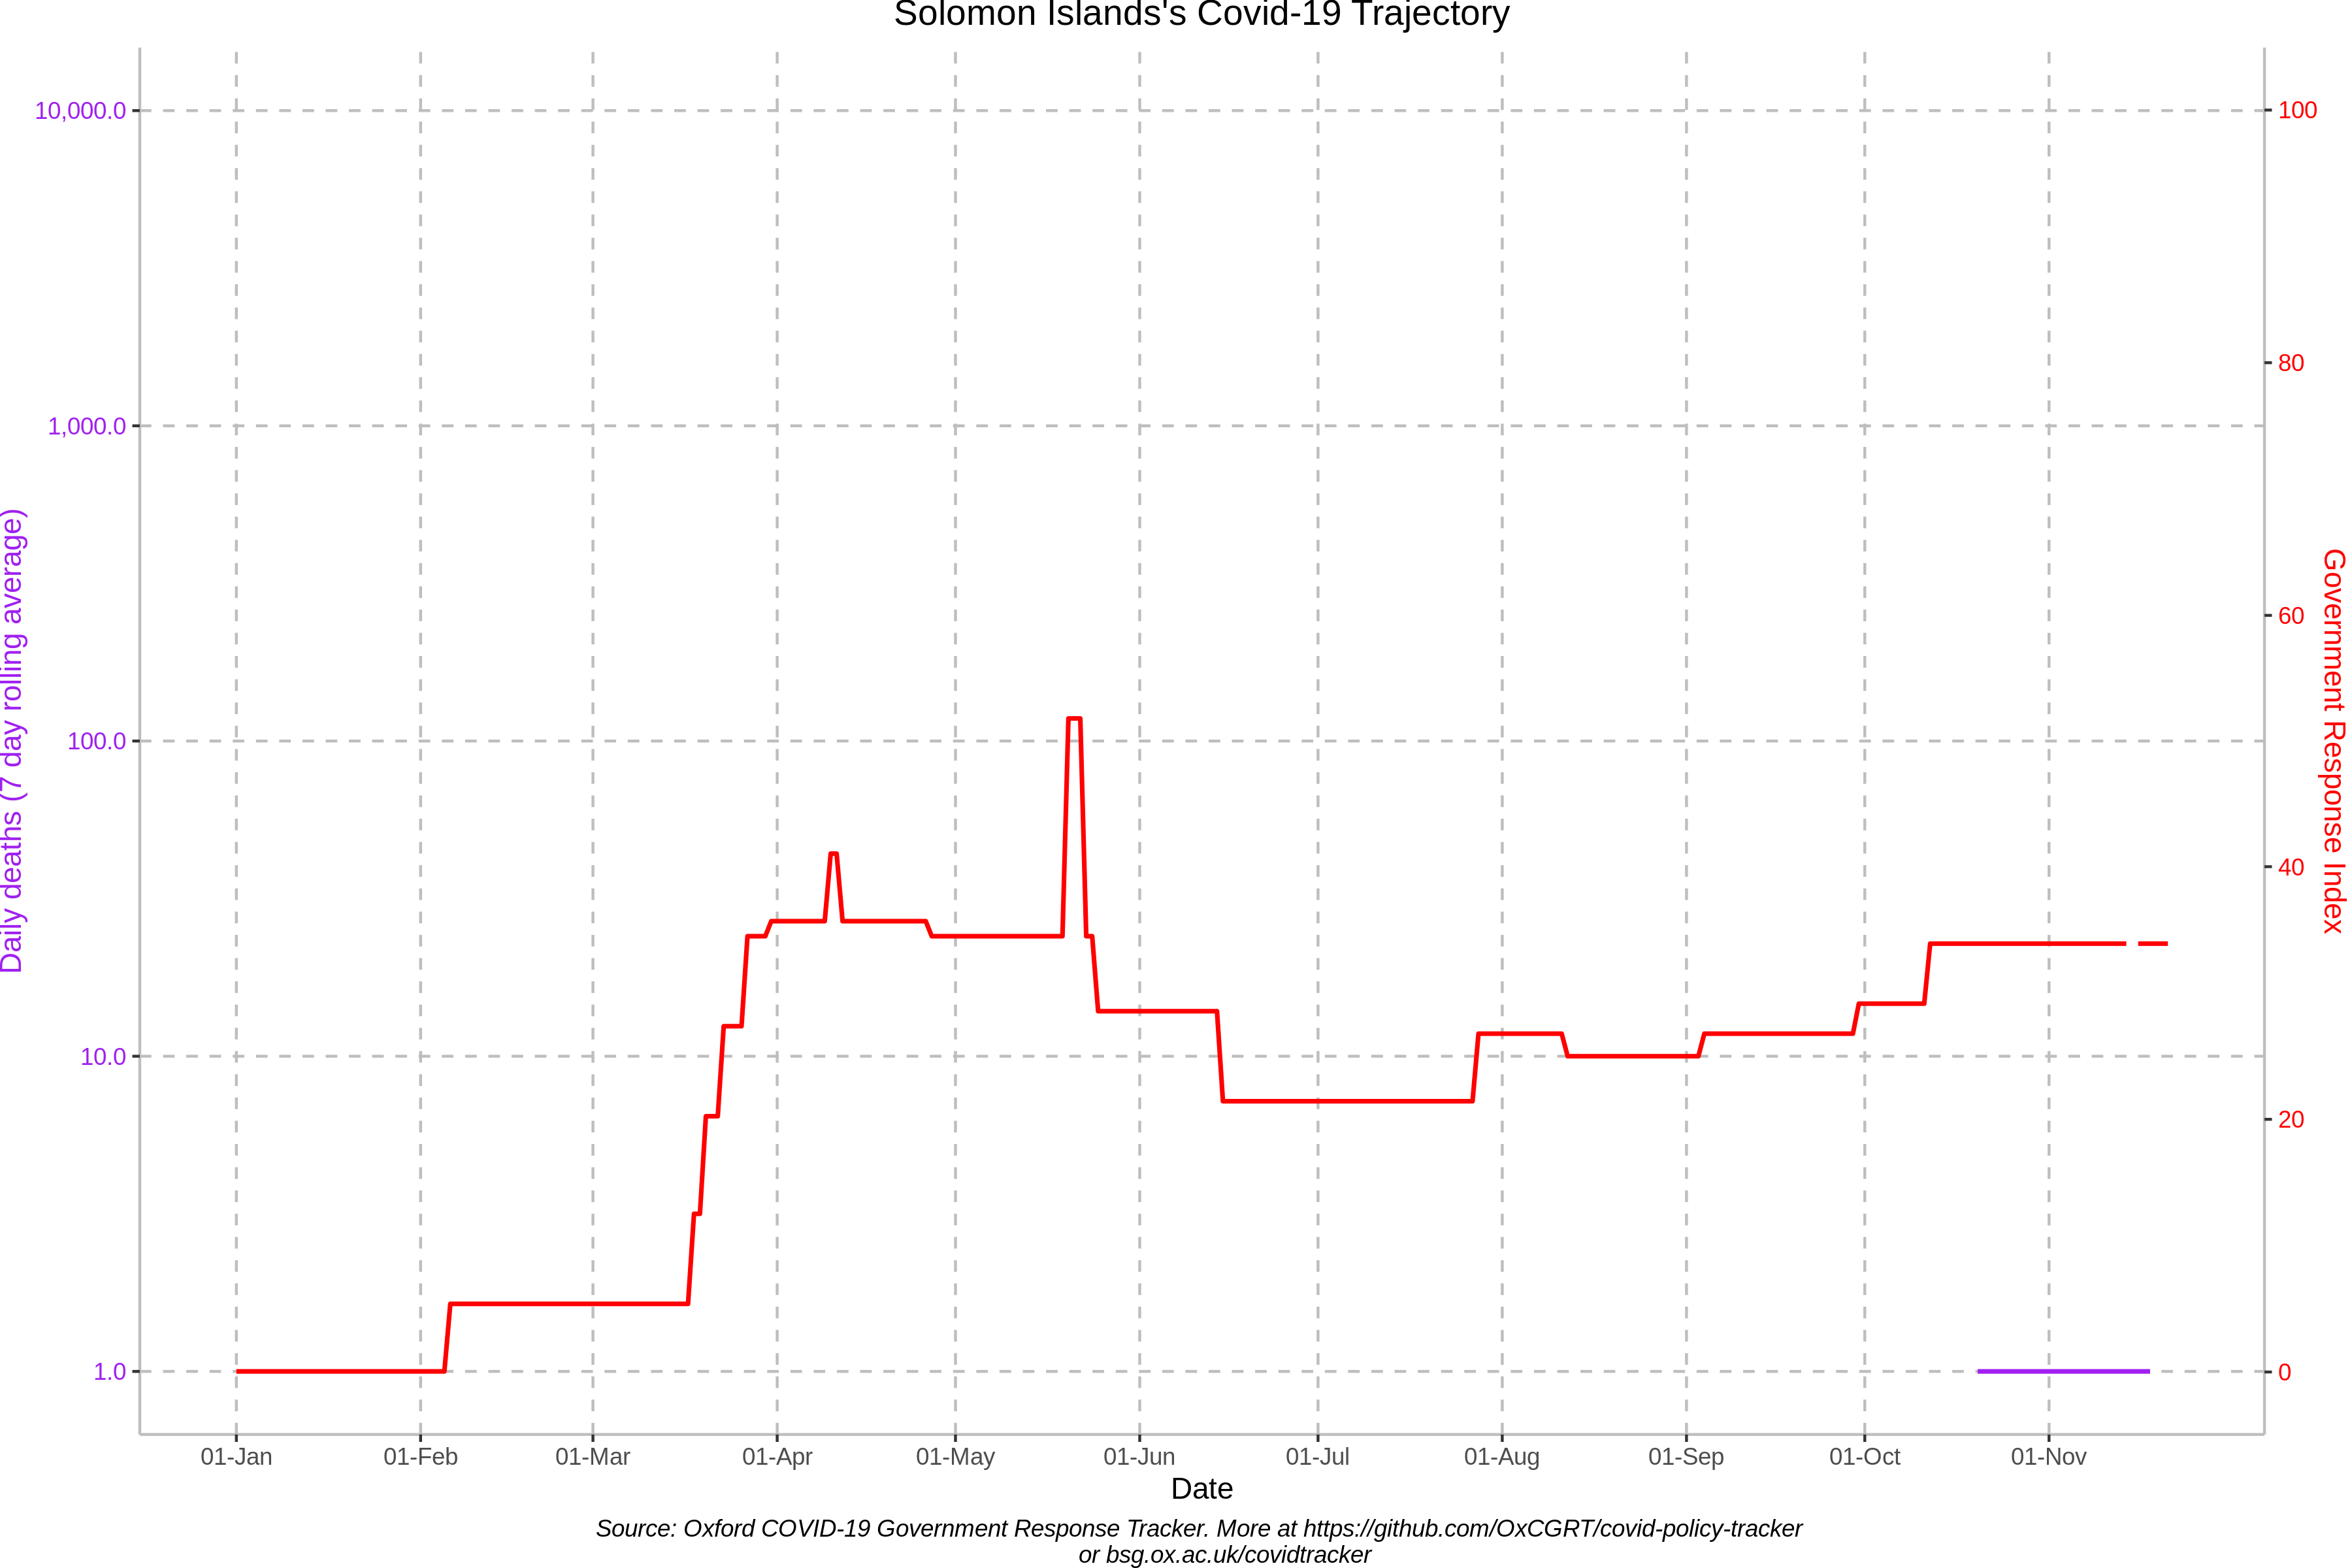 Solomon Islands's Covid-19 Trajectory
10,000.0
1,000.0
100.0
10.0
1.0
Daily deaths (7 day rolling average)
100
80
60
40
20
0
Government Response Index
01-Jan 01-Feb 01-Mar 01-Apr 01-May 01-Jun 01-Jul 01-Aug 01-Sep 01-Oct 01-Nov
Date
Source: Oxford COVID-19 Government Response Tracker. More at https://github.com/OxCGRT/covid-policy-tracker
or bsg.ox.ac.uk/covidtracker